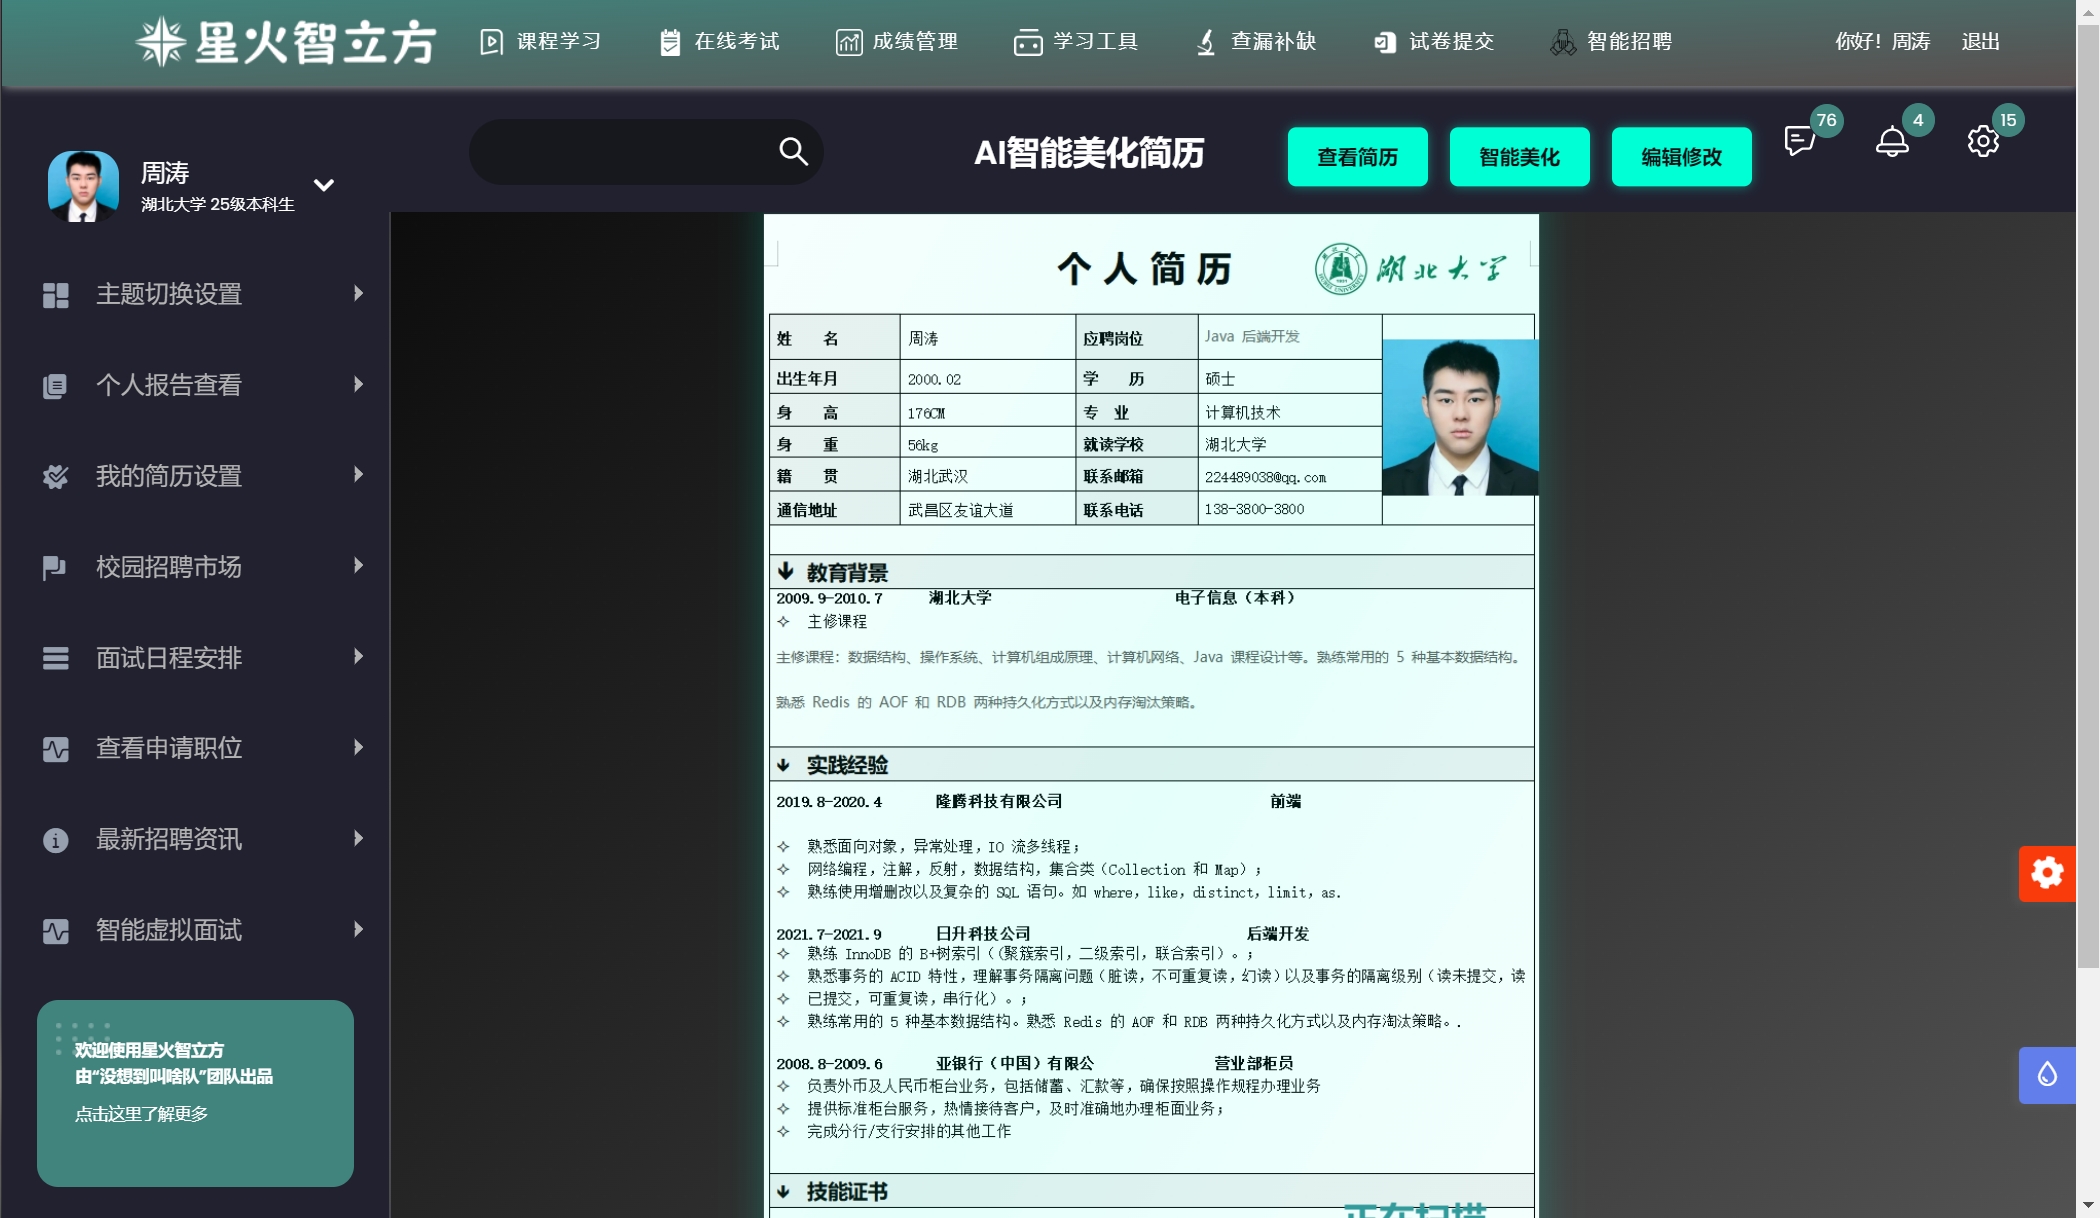 星火智立方
课程学习 在线考试 成绩管理 学习工具 查漏补缺 试卷提交 智能招聘 你好！周涛 退出
周涛
湖北大学 25级本科生
AI智能美化简历 查看简历 智能美化 编辑修改 76 4 15
主题切换设置
个人报告查看
我的简历设置
校园招聘市场
面试日程安排
查看申请职位
最新招聘资讯
智能虚拟面试
欢迎使用星火智立方
由“没想到叫啥队”团队出品
点击这里了解更多
个人简历 湖北大学
姓 名 周涛 应聘岗位 Java 后端开发
出生年月 2000.02 学 历 硕士
身 高 176CM 专 业 计算机技术
身 重 56kg 就读学校 湖北大学
籍 贯 湖北武汉 联系邮箱 224489038@qq.com
通信地址 武昌区友谊大道 联系电话 138-3800-3800
教育背景
2009.9-2010.7 湖北大学 电子信息（本科）
主修课程
主修课程：数据结构、操作系统、计算机组成原理、计算机网络、Java 课程设计等。熟练常用的 5 种基本数据结构。
熟悉 Redis 的 AOF 和 RDB 两种持久化方式以及内存淘汰策略。
实践经验
2019.8-2020.4 隆腾科技有限公司 前端
熟悉面向对象，异常处理，IO 流多线程；
网络编程，注解，反射，数据结构，集合类（Collection 和 Map）；
熟练使用增删改以及复杂的 SQL 语句。如 where，like，distinct，limit，as.
2021.7-2021.9 日升科技公司 后端开发
熟练 InnoDB 的 B+树索引（(聚簇索引，二级索引，联合索引）。；
熟悉事务的 ACID 特性，理解事务隔离问题（脏读，不可重复读，幻读）以及事务的隔离级别（读未提交，读
已提交，可重复读，串行化）。；
熟练常用的 5 种基本数据结构。熟悉 Redis 的 AOF 和 RDB 两种持久化方式以及内存淘汰策略。.
2008.8-2009.6 亚银行（中国）有限公 营业部柜员
负责外币及人民币柜台业务，包括储蓄、汇款等，确保按照操作规程办理业务
提供标准柜台服务，热情接待客户，及时准确地办理柜面业务；
完成分行/支行安排的其他工作
技能证书
正在扫描